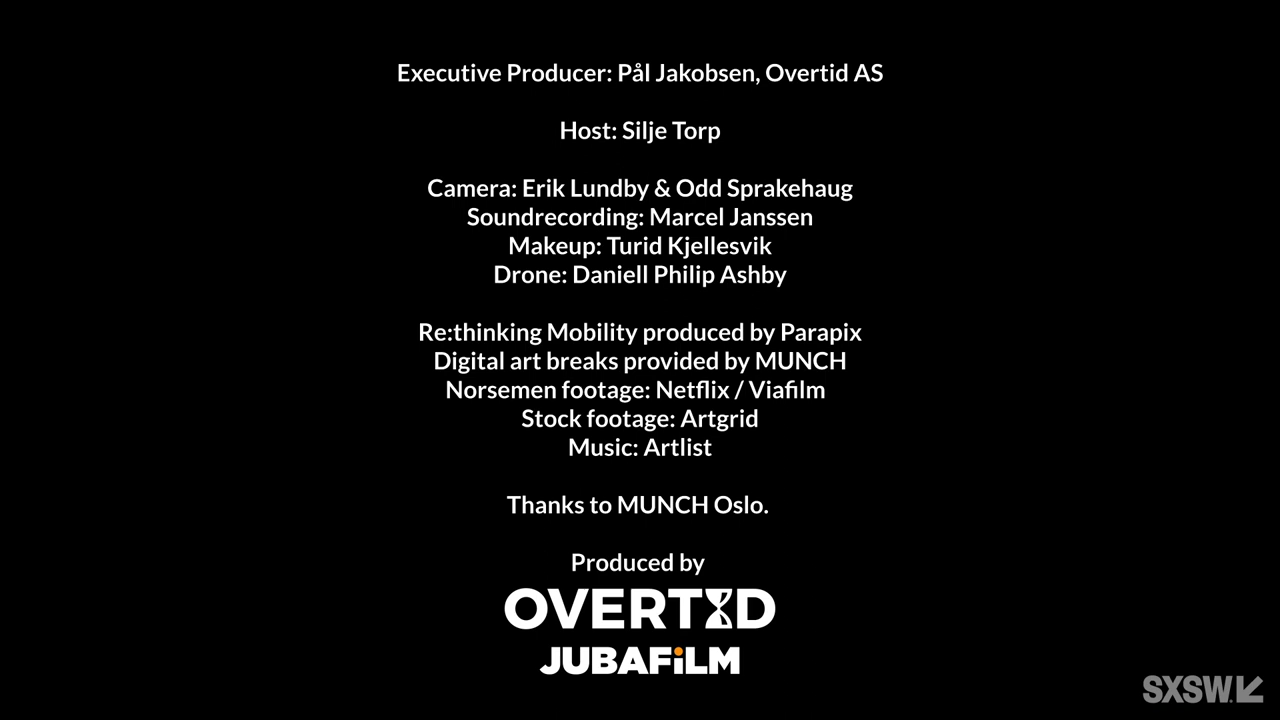 Executive Producer: Pål Jakobsen, Overtid AS
Host: Silje Torp
Camera: Erik Lundby & Odd Sprakehaug
Soundrecording: Marcel Janssen
Makeup: Turid Kjellesvik
Drone: Daniell Philip Ashby
Re:thinking Mobility produced by Parapix
Digital art breaks provided by MUNCH
Norsemen footage: Netflix / Viafilm
Stock footage: Artgrid
Music: Artlist
Thanks to MUNCH Oslo.
Produced by
OVERTID
JUBAFiLM
SXSW.